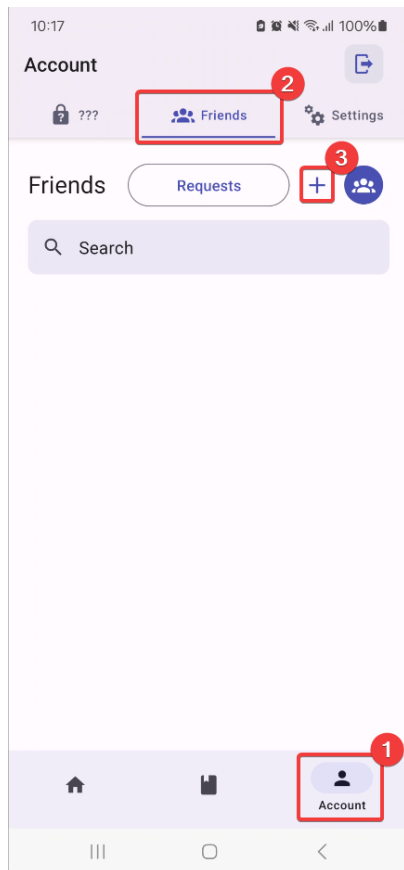 10:17
100%
Account
2
??? Friends Settings
3
Friends Requests
Search
1
Account